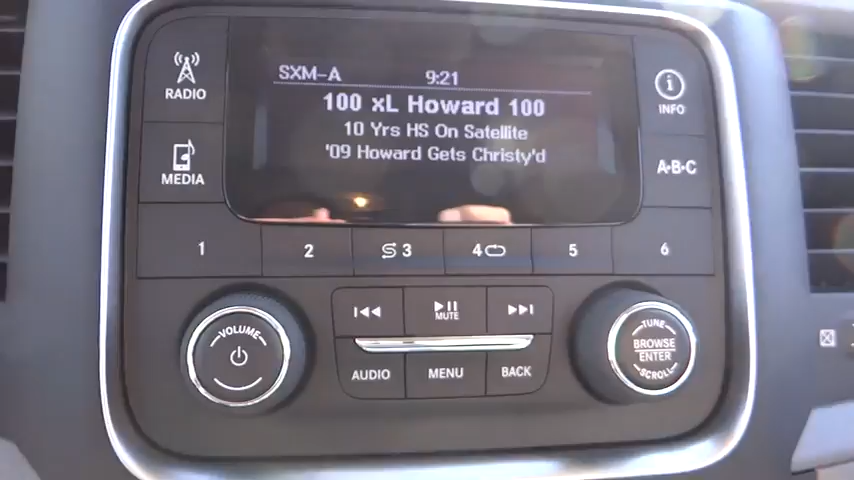 RADIO
SXM-A 9:21
100 xL Howard 100
10 Yrs HS On Satellite
'09 Howard Gets Christy'd
i
INFO
MEDIA
A·B·C
1 2 3 4 5 6
VOLUME
MUTE
TUNE
BROWSE
ENTER
SCROLL
AUDIO MENU BACK